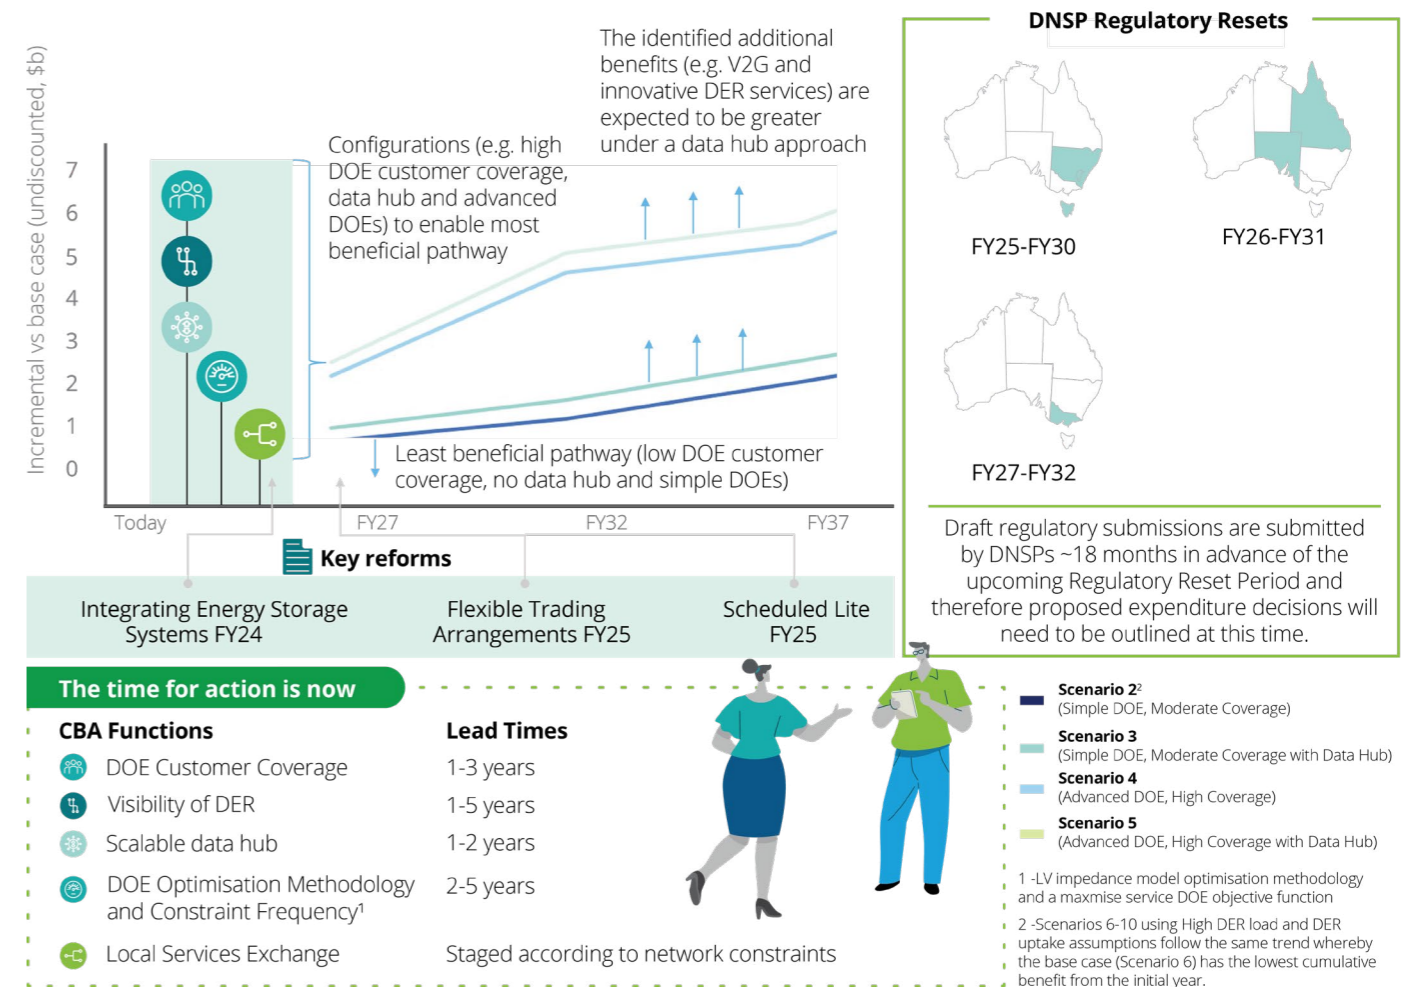 Incremental vs base case (undiscounted, $b)
7
6
5
4
3
2
1
0
Today
FY27
FY32
FY37
Configurations (e.g. high
DOE customer coverage,
data hub and advanced
DOEs) to enable most
beneficial pathway
The identified additional
benefits (e.g. V2G and
innovative DER services) are
expected to be greater
under a data hub approach
Least beneficial pathway (low DOE customer
coverage, no data hub and simple DOEs)
Key reforms
Integrating Energy Storage
Systems FY24
Flexible Trading
Arrangements FY25
Scheduled Lite
FY25
DNSP Regulatory Resets
FY25-FY30
FY26-FY31
FY27-FY32
Draft regulatory submissions are submitted
by DNSPs ~18 months in advance of the
upcoming Regulatory Reset Period and
therefore proposed expenditure decisions will
need to be outlined at this time.
The time for action is now
CBA Functions
Lead Times
DOE Customer Coverage
1-3 years
Visibility of DER
1-5 years
Scalable data hub
1-2 years
DOE Optimisation Methodology
and Constraint Frequency¹
2-5 years
Local Services Exchange
Staged according to network constraints
Scenario 2²
(Simple DOE, Moderate Coverage)
Scenario 3
(Simple DOE, Moderate Coverage with Data Hub)
Scenario 4
(Advanced DOE, High Coverage)
Scenario 5
(Advanced DOE, High Coverage with Data Hub)
1 -LV impedance model optimisation methodology
and a maxmise service DOE objective function
2 -Scenarios 6-10 using High DER load and DER
uptake assumptions follow the same trend whereby
the base case (Scenario 6) has the lowest cumulative
benefit from the initial year.